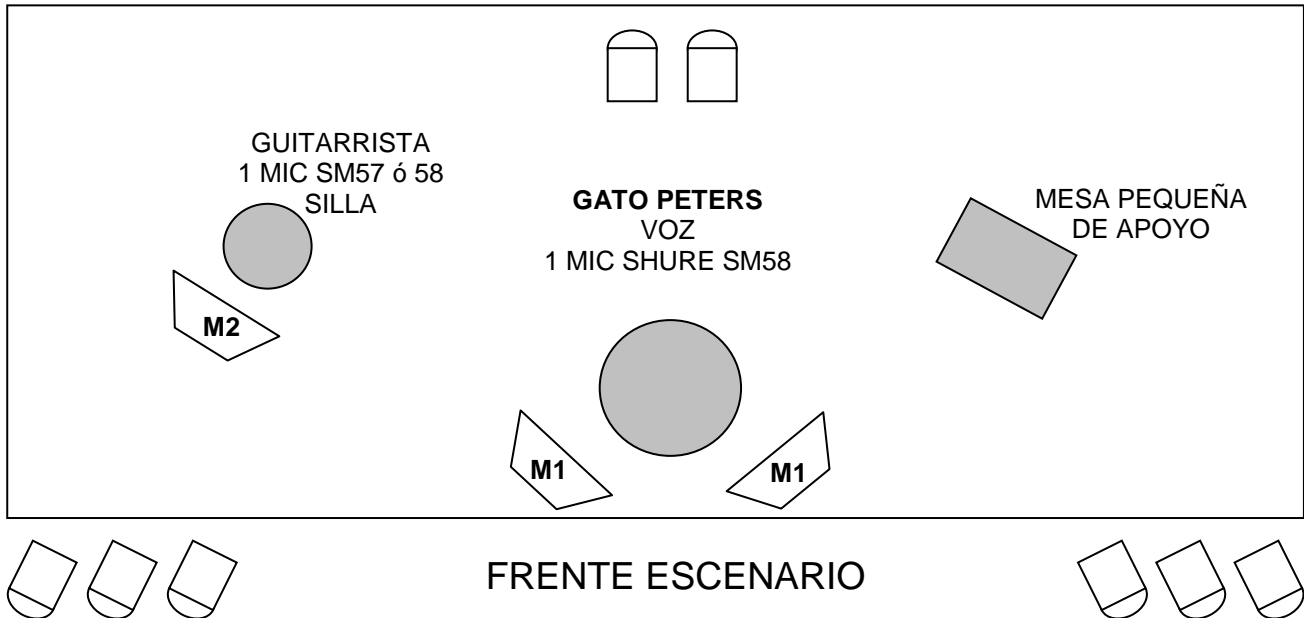 GUITARRISTA
1 MIC SM57 ó 58
SILLA
GATO PETERS
VOZ
1 MIC SHURE SM58
MESA PEQUEÑA
DE APOYO
M2
M1
M1
FRENTE ESCENARIO